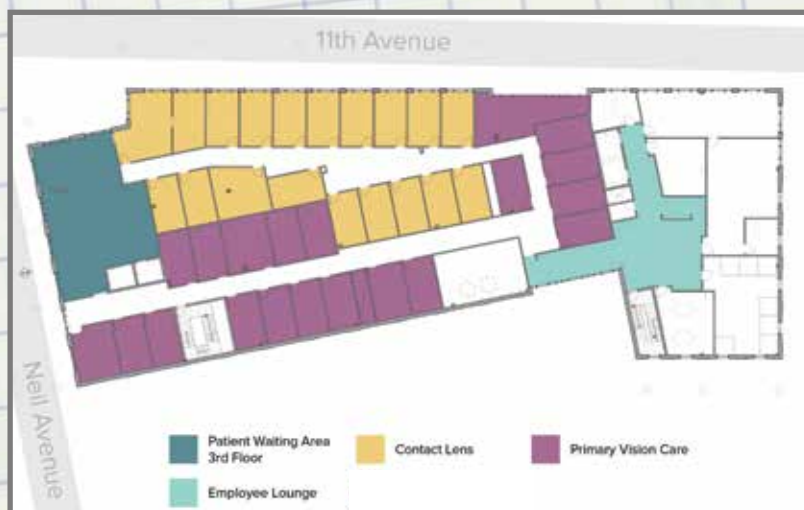 11th Avenue
Neil Avenue
Patient Waiting Area
3rd Floor
Contact Lens
Primary Vision Care
Employee Lounge